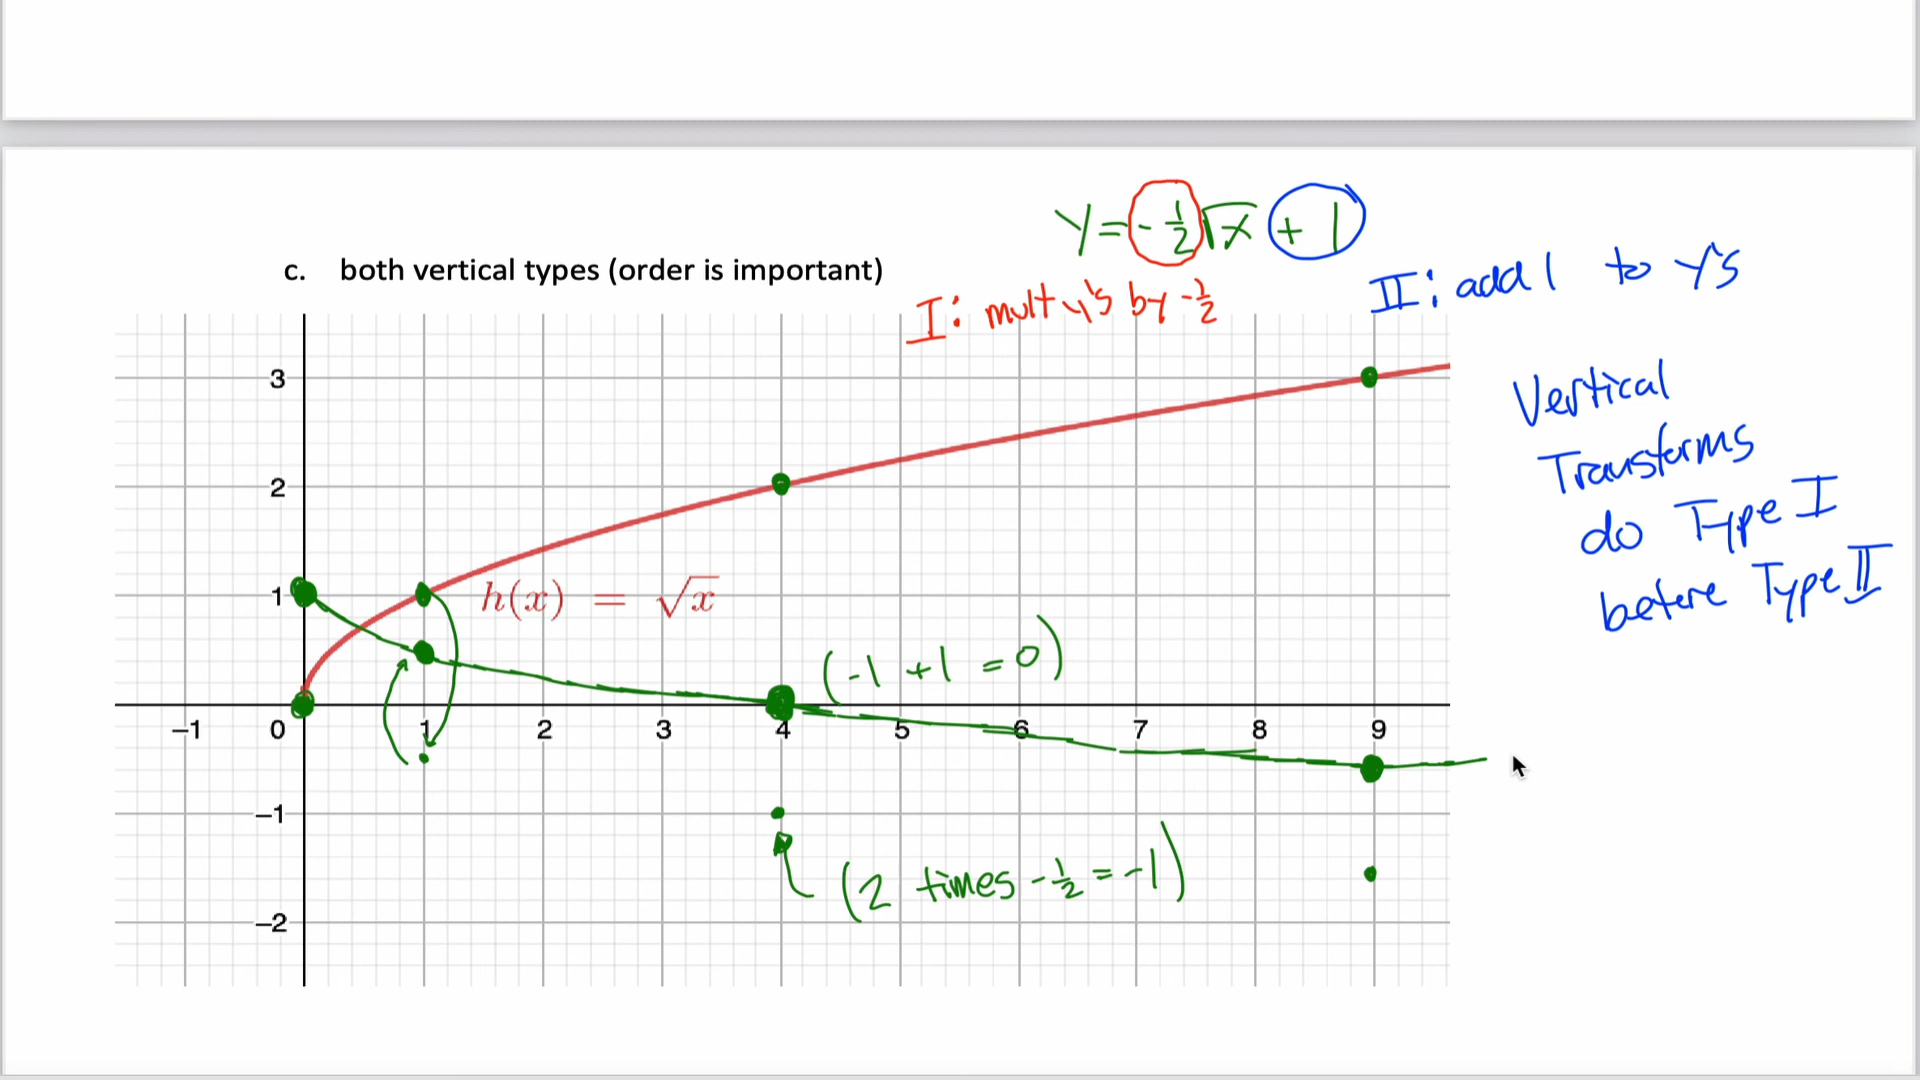 y = -½√x + 1
c. both vertical types (order is important)
I: mult y's by -½
II: add 1 to y's
Vertical
Transforms
do Type I
before Type II
3
2
1
h(x) = √x
(-1 +1 = 0)
−1 0 1 2 3 4 5 6 7 8 9
−1
(2 times -½ = -1)
−2